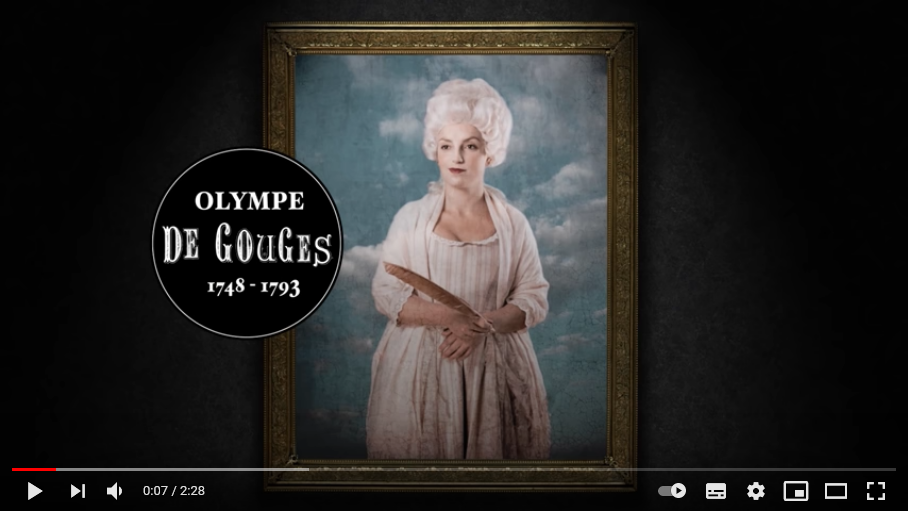 OLYMPE
DE GOUGES
1748 - 1793
0:07 / 2:28